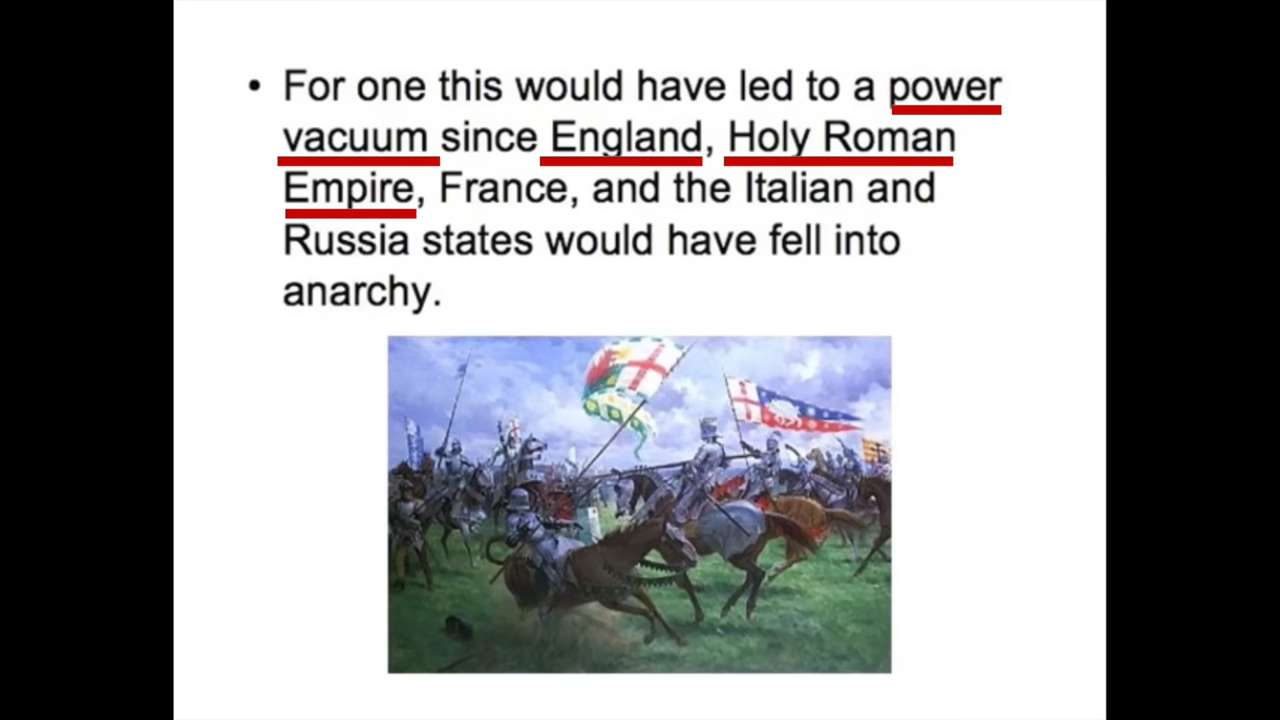 • For one this would have led to a power
vacuum since England, Holy Roman
Empire, France, and the Italian and
Russia states would have fell into
anarchy.